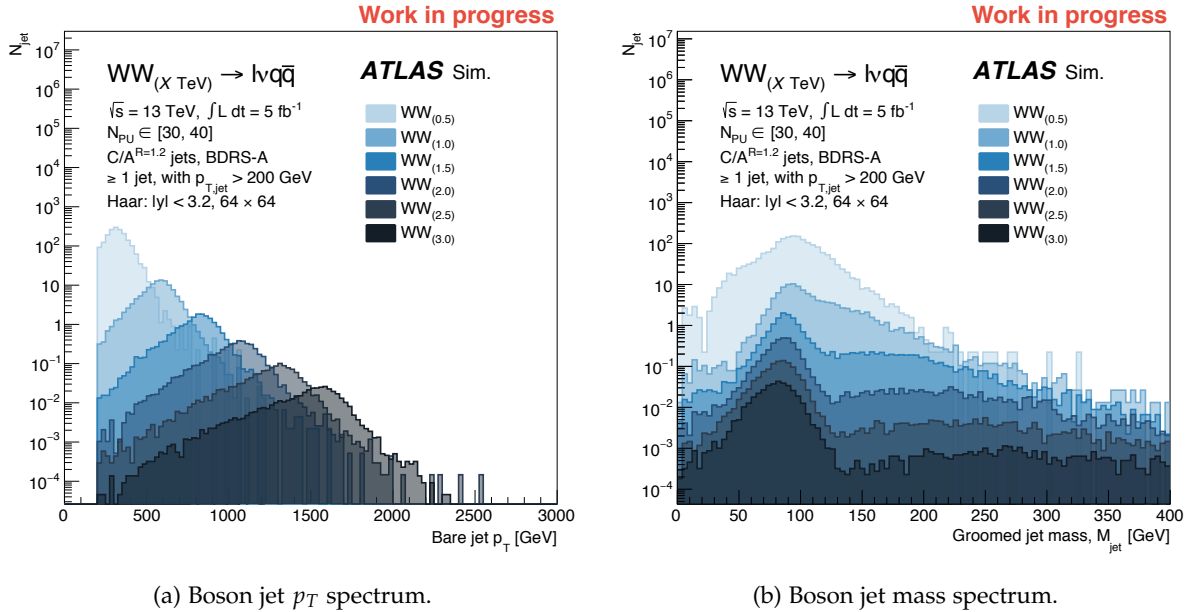 Work in progress
N_jet
10^7
10^6
10^5
10^4
10^3
10^2
10
1
10^-1
10^-2
10^-3
10^-4
WW_(X TeV) → lνqq̄
√s = 13 TeV, ∫L dt = 5 fb^-1
N_PU ∈ [30, 40]
C/A^R=1.2 jets, BDRS-A
≥ 1 jet, with p_T,jet > 200 GeV
Haar: |y| < 3.2, 64 × 64
ATLAS Sim.
WW_(0.5)
WW_(1.0)
WW_(1.5)
WW_(2.0)
WW_(2.5)
WW_(3.0)
0 500 1000 1500 2000 2500 3000
Bare jet p_T [GeV]
(a) Boson jet p_T spectrum.
Work in progress
N_jet
10^7
10^6
10^5
10^4
10^3
10^2
10
1
10^-1
10^-2
10^-3
10^-4
WW_(X TeV) → lνqq̄
√s = 13 TeV, ∫L dt = 5 fb^-1
N_PU ∈ [30, 40]
C/A^R=1.2 jets, BDRS-A
≥ 1 jet, with p_T,jet > 200 GeV
Haar: |y| < 3.2, 64 × 64
ATLAS Sim.
WW_(0.5)
WW_(1.0)
WW_(1.5)
WW_(2.0)
WW_(2.5)
WW_(3.0)
0 50 100 150 200 250 300 350 400
Groomed jet mass, M_jet [GeV]
(b) Boson jet mass spectrum.